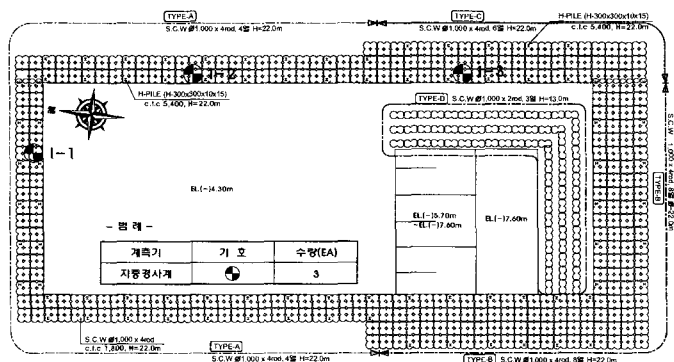 TYPE-A
S.C.W Ø1,000 x 4rod, 4열 H=22.0m
TYPE-C
S.C.W Ø1,000 x 4rod, 6열 H=22.0m
H-PILE (H-300x300x10x15)
c.t.c 5,400, H=22.0m
I-2
I-3
H-PILE (H-300x300x10x15)
c.t.c 5,400, H=22.0m
TYPE-D S.C.W Ø1,000 x 2rod, 3열 H=13.0m
I-1
EL.(-)4.30m
EL.(-)5.70m
~EL.(-)7.60m
EL.(-)7.60m
S.C.W 1,000 x 4rod, 8열 H=22.0m
TYPE-B
- 범 례 -
계측기 기 호 수량(EA)
지중경사계 3
S.C.W Ø1,000 x 4rod
c.t.c 1,800, H=22.0m
TYPE-A
S.C.W Ø1,000 x 4rod, 4열 H=22.0m
TYPE-B S.C.W Ø1,000 x 4rod, 8열 H=22.0m